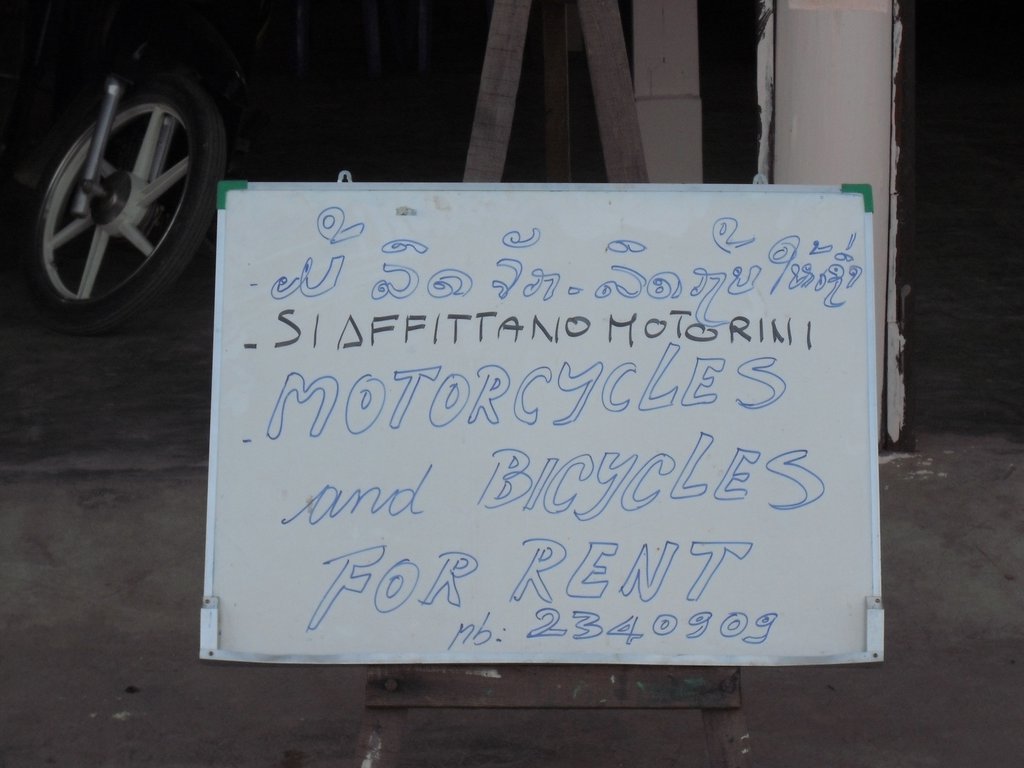 - ມີ ລົດຈັກ - ລົດຖີບ ໃຫ້ເຊົ່າ
- SI AFFITTANO MOTORINI
- MOTORCYCLES
and BICYCLES
FOR RENT
nb: 2340909